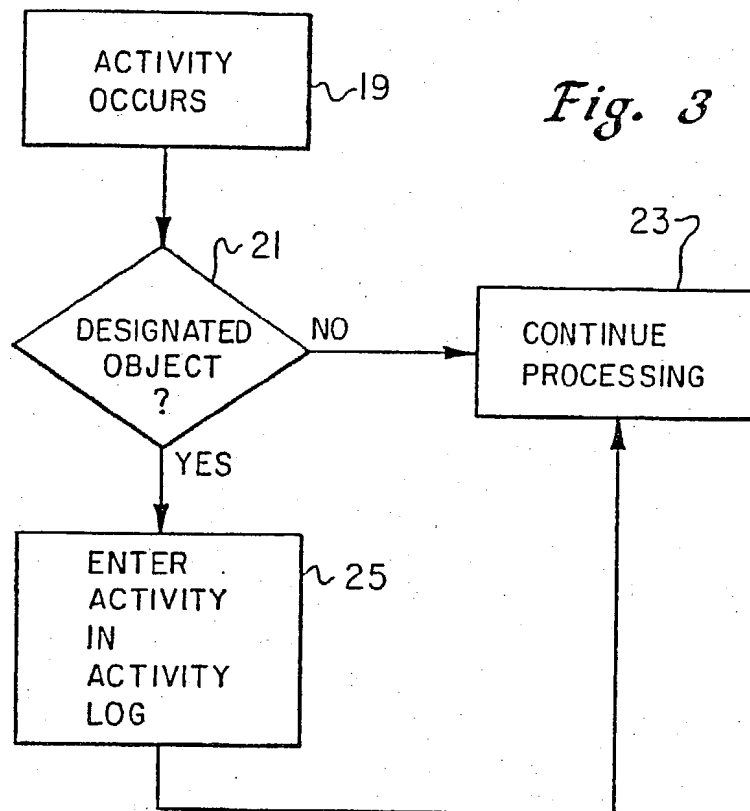 ACTIVITY
OCCURS
19
Fig. 3
21
DESIGNATED
OBJECT
?
NO
YES
23
CONTINUE
PROCESSING
ENTER
ACTIVITY
IN
ACTIVITY
LOG
25